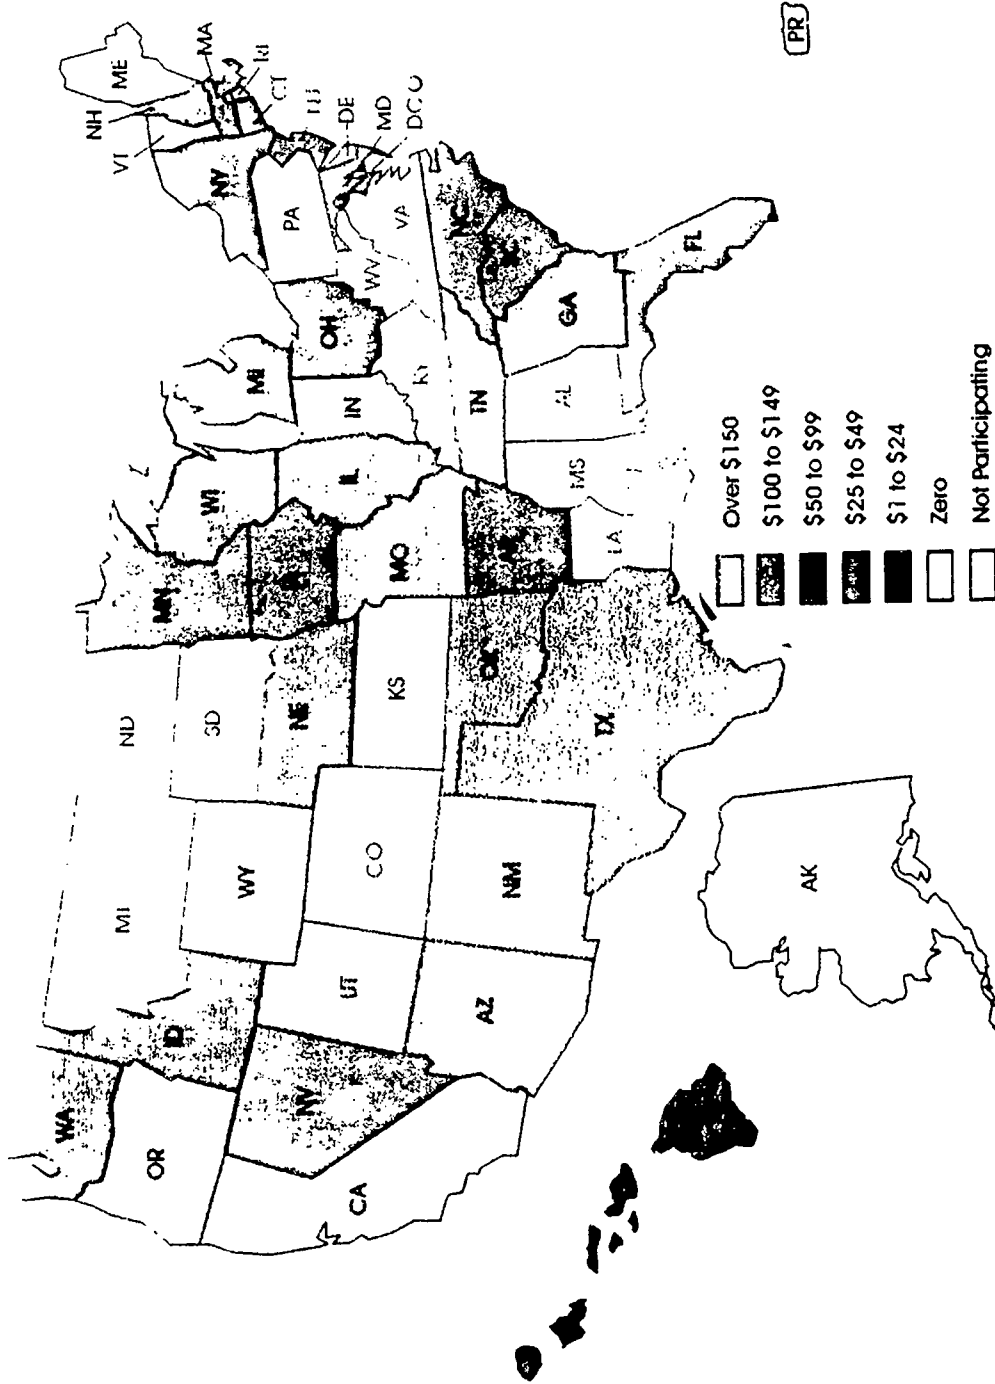 WA
OR
CA
ID
NV
MT
WY
UT
AZ
CO
NM
ND
SD
NE
KS
OK
TX
MN
MO
LA
WI
IL
MS
MI
IN
KY
TN
AL
OH
WV
GA
NY
PA
VA
NC
FL
VT
NH
ME
MA
RI
CT
DE
MD
DC
AK
PR
Over $150
$100 to $149
$50 to $99
$25 to $49
$1 to $24
Zero
Not Participating